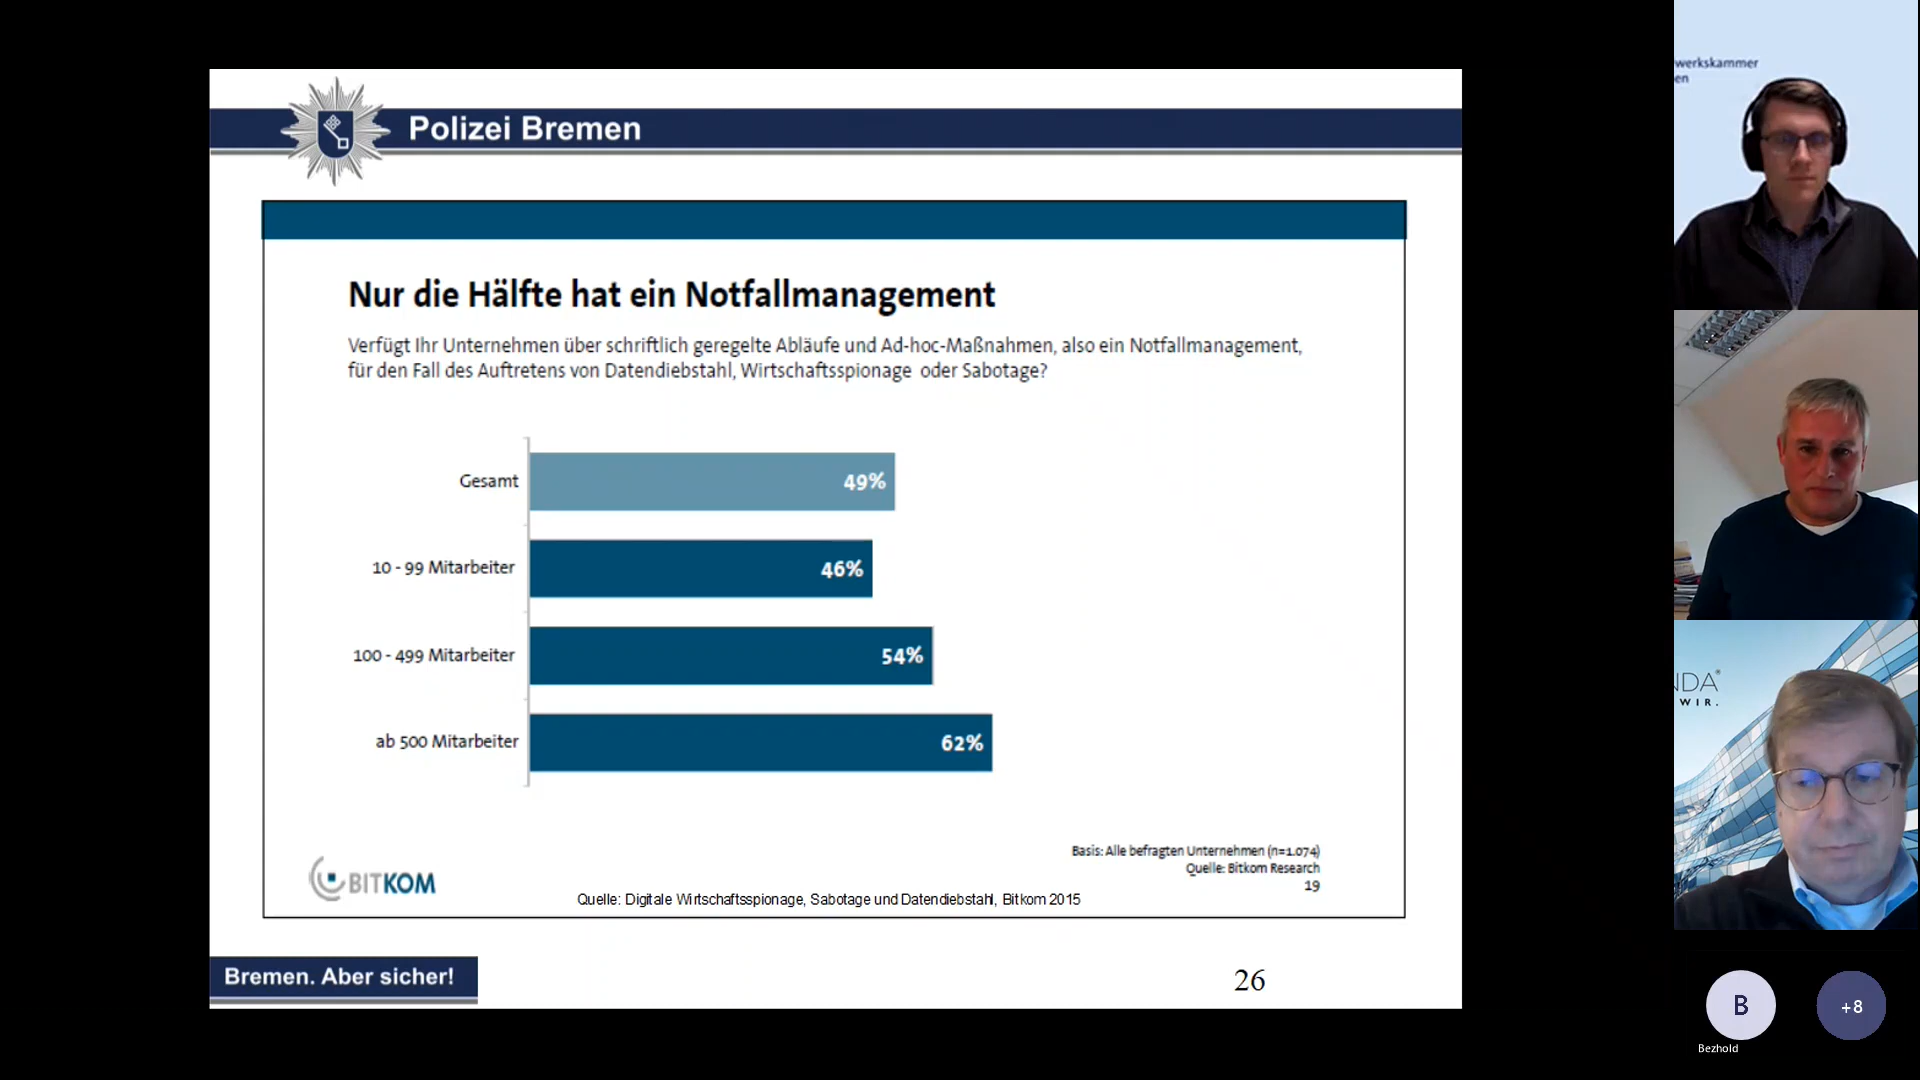 Polizei Bremen
Nur die Hälfte hat ein Notfallmanagement
Verfügt Ihr Unternehmen über schriftlich geregelte Abläufe und Ad-hoc-Maßnahmen, also ein Notfallmanagement,
für den Fall des Auftretens von Datendiebstahl, Wirtschaftsspionage oder Sabotage?
Gesamt 49%
10 - 99 Mitarbeiter 46%
100 - 499 Mitarbeiter 54%
ab 500 Mitarbeiter 62%
Basis: Alle befragten Unternehmen (n=1.074)
Quelle: Bitkom Research
19
BITKOM
Quelle: Digitale Wirtschaftsspionage, Sabotage und Datendiebstahl, Bitkom 2015
Bremen. Aber sicher!
26
werkskammer
en
NDA®
WIR.
B
+8
Bezhold